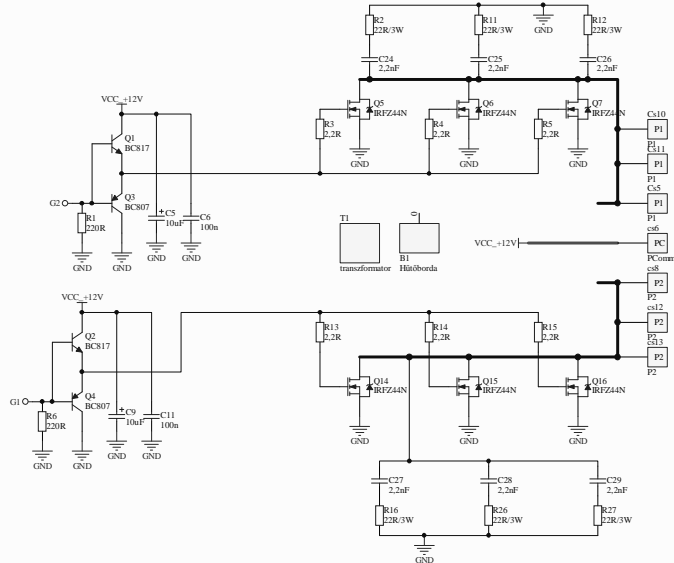 R2
22R/3W
R11
22R/3W
GND
R12
22R/3W
C24
2,2nF
C25
2,2nF
C26
2,2nF
VCC_+12V
Q5
IRFZ44N
Q6
IRFZ44N
Q7
IRFZ44N
R3
2,2R
R4
2,2R
R5
2,2R
GND
GND
GND
Cs10
P1
P1
Cs11
P1
P1
Cs5
P1
P1
Q1
BC817
Q3
BC807
G2
R1
220R
C5
10uF
C6
100n
GND
GND
GND
GND
T1
transzformator
0
B1
Hűtőborda
VCC_+12V
cs6
PC
PComm
cs8
P2
P2
cs12
P2
P2
cs13
P2
P2
VCC_+12V
Q2
BC817
Q4
BC807
G1
R6
220R
C9
10uF
C11
100n
GND
GND
GND
GND
R13
2,2R
R14
2,2R
R15
2,2R
Q14
IRFZ44N
Q15
IRFZ44N
Q16
IRFZ44N
GND
GND
GND
C27
2,2nF
C28
2,2nF
C29
2,2nF
R16
22R/3W
R26
22R/3W
R27
22R/3W
GND